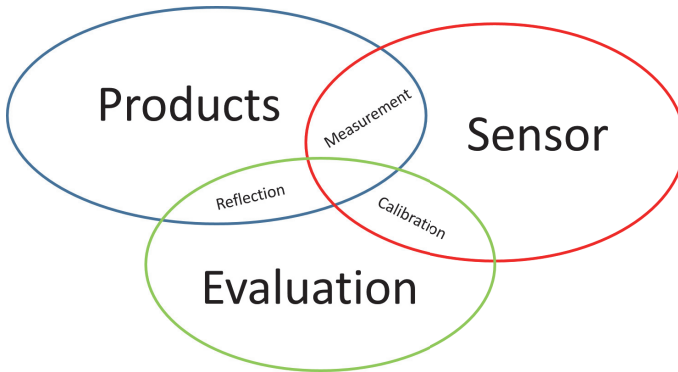 Products
Measurement
Sensor
Reflection
Calibration
Evaluation